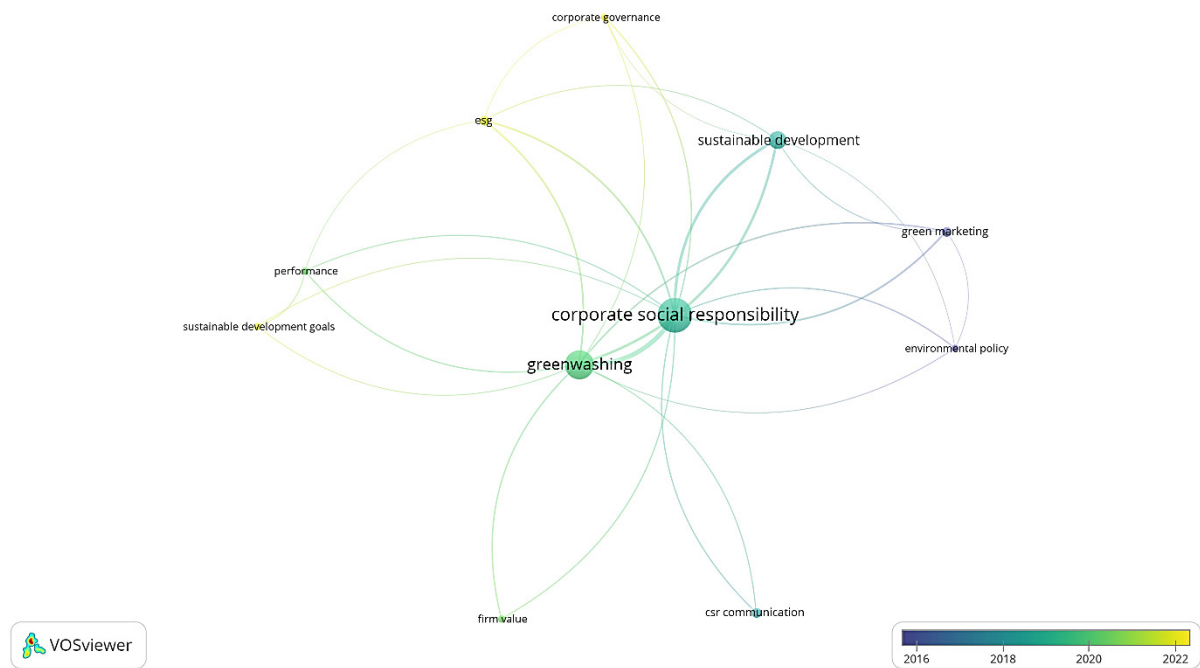 corporate governance
esg
sustainable development
green marketing
performance
corporate social responsibility
sustainable development goals
environmental policy
greenwashing
csr communication
firm value
VOSviewer
2016 2018 2020 2022